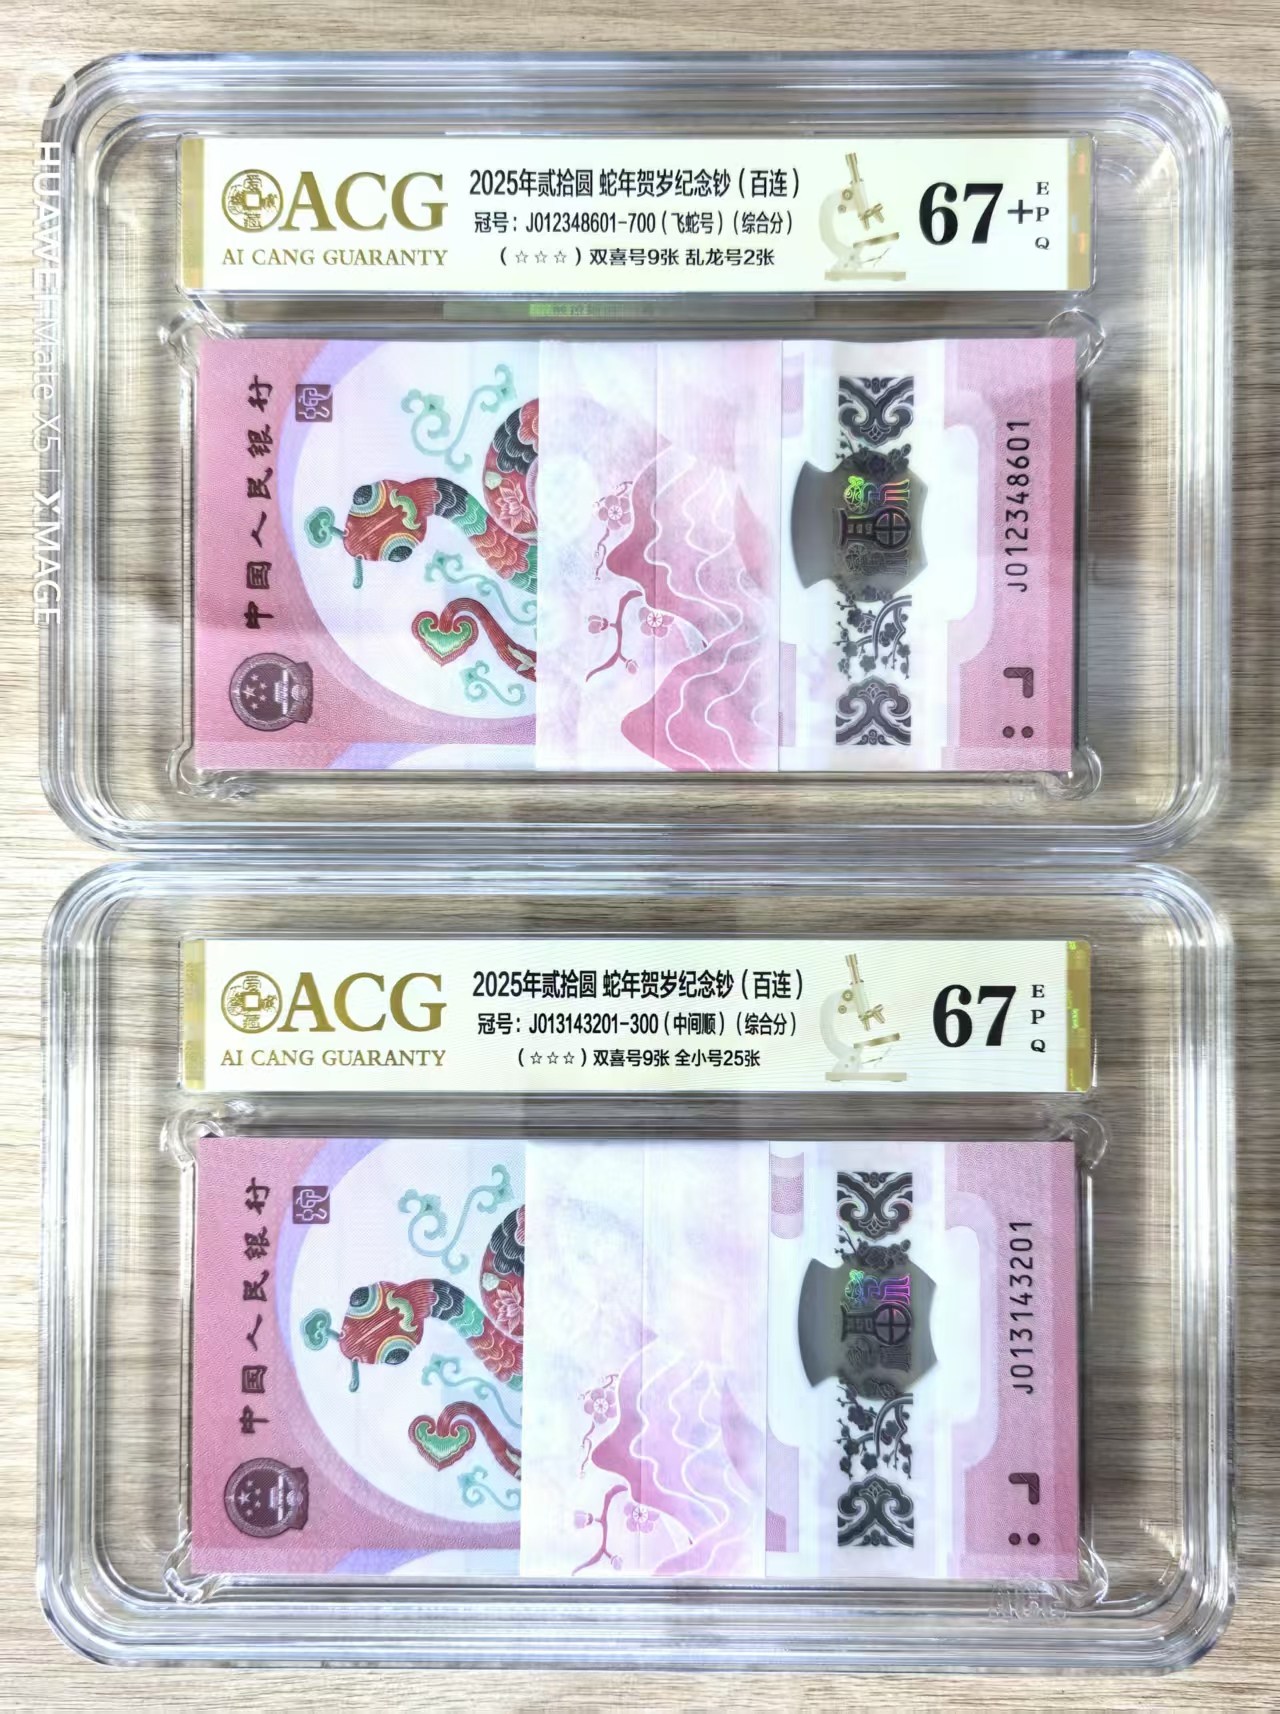 ACG
AI CANG GUARANTY
2025年贰拾圆 蛇年贺岁纪念钞（百连）
冠号：J012348601-700（飞蛇号）（综合分）
（☆☆☆）双喜号9张 乱龙号2张
67+
EPQ
中国人民银行
J012348601
ACG
AI CANG GUARANTY
2025年贰拾圆 蛇年贺岁纪念钞（百连）
冠号：J013143201-300（中间顺）（综合分）
（☆☆☆）双喜号9张 全小号25张
67
EPQ
中国人民银行
J013143201
HUAWEI Mate X5 | XMAGE